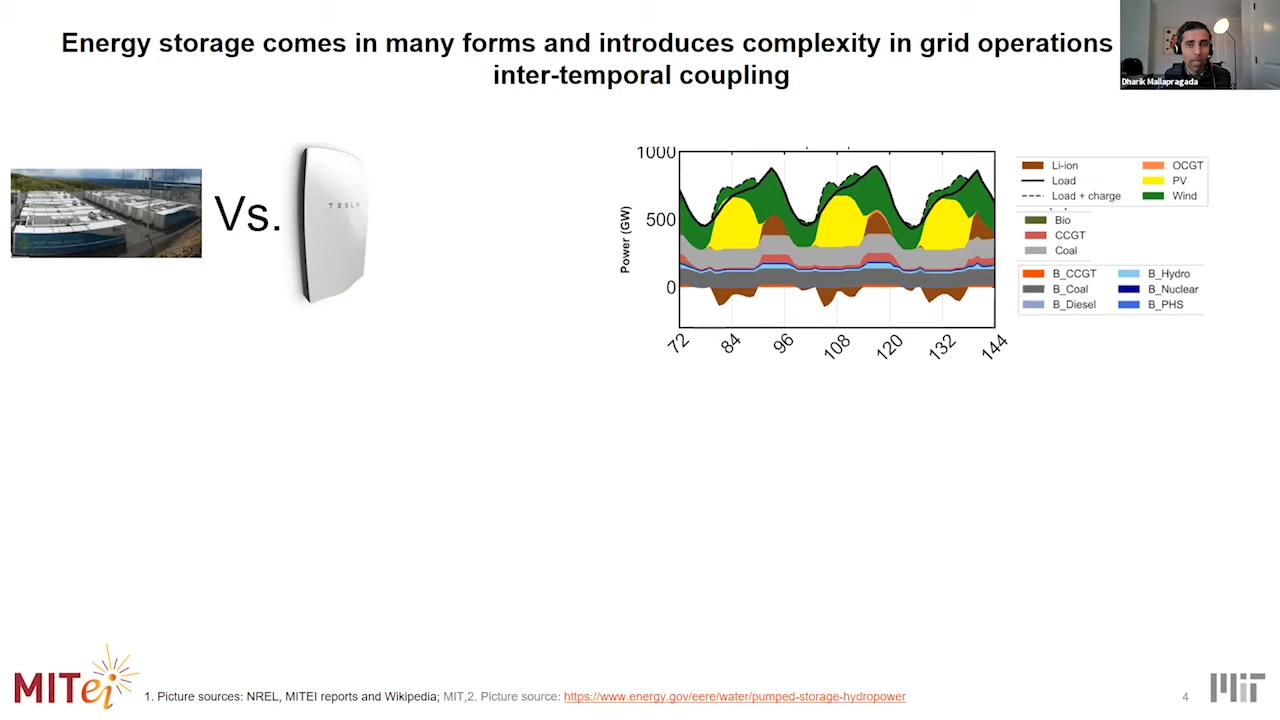 Energy storage comes in many forms and introduces complexity in grid operations
inter-temporal coupling
Dharik Mallapragada
Vs.
TESLA
Power (GW)
1000
500
0
72
84
96
108
120
132
144
Li-ion
OCGT
Load
PV
Load + charge
Wind
Bio
CCGT
Coal
B_CCGT
B_Hydro
B_Coal
B_Nuclear
B_Diesel
B_PHS
MITei
1. Picture sources: NREL, MITEI reports and Wikipedia; MIT,2. Picture source: https://www.energy.gov/eere/water/pumped-storage-hydropower
4
MIT